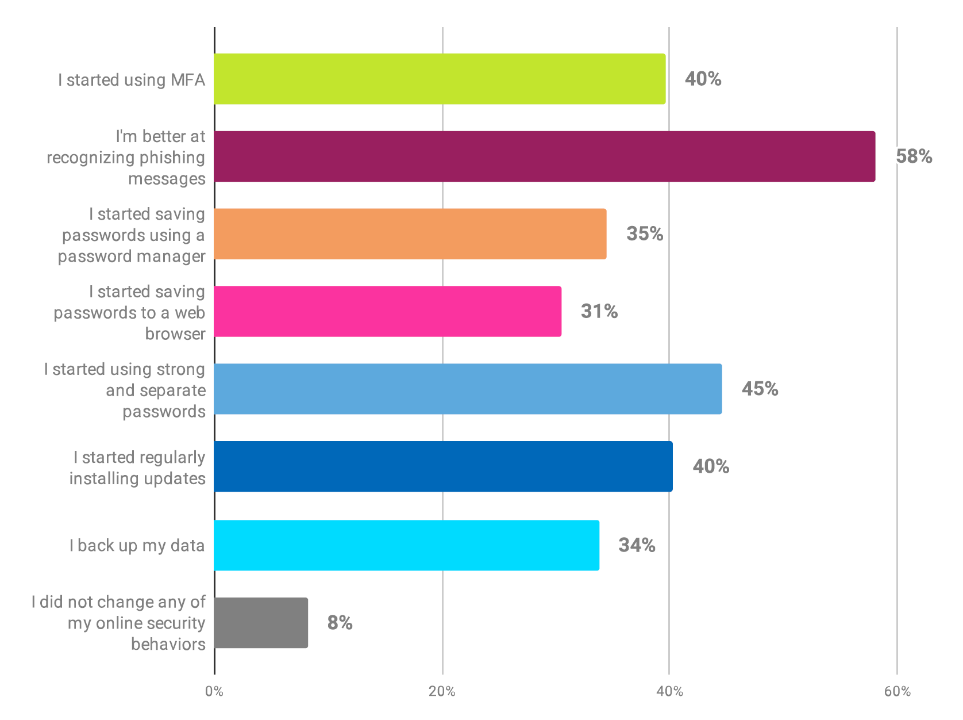 I started using MFA
40%
I'm better at
recognizing phishing
messages
58%
I started saving
passwords using a
password manager
35%
I started saving
passwords to a web
browser
31%
I started using strong
and separate
passwords
45%
I started regularly
installing updates
40%
I back up my data
34%
I did not change any of
my online security
behaviors
8%
0% 20% 40% 60%